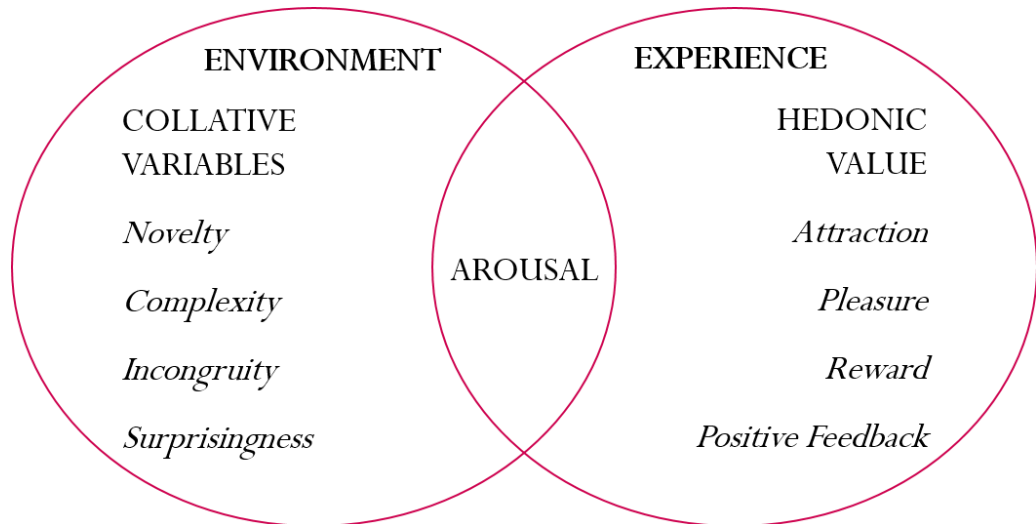 ENVIRONMENT
COLLATIVE
VARIABLES
Novelty
Complexity
Incongruity
Surprisingness
AROUSAL
EXPERIENCE
HEDONIC
VALUE
Attraction
Pleasure
Reward
Positive Feedback